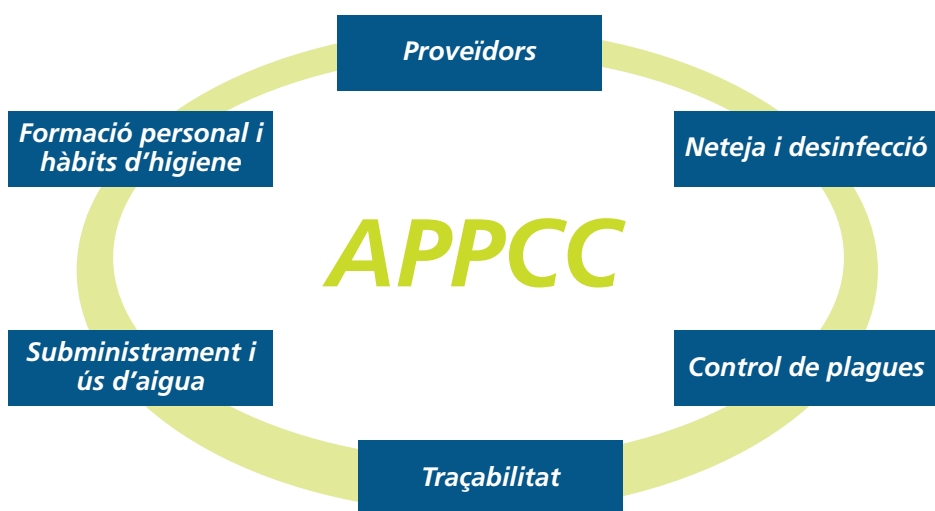 Proveïdors
Formació personal i
hàbits d’higiene
Neteja i desinfecció
APPCC
Subministrament i
ús d’aigua
Control de plagues
Traçabilitat